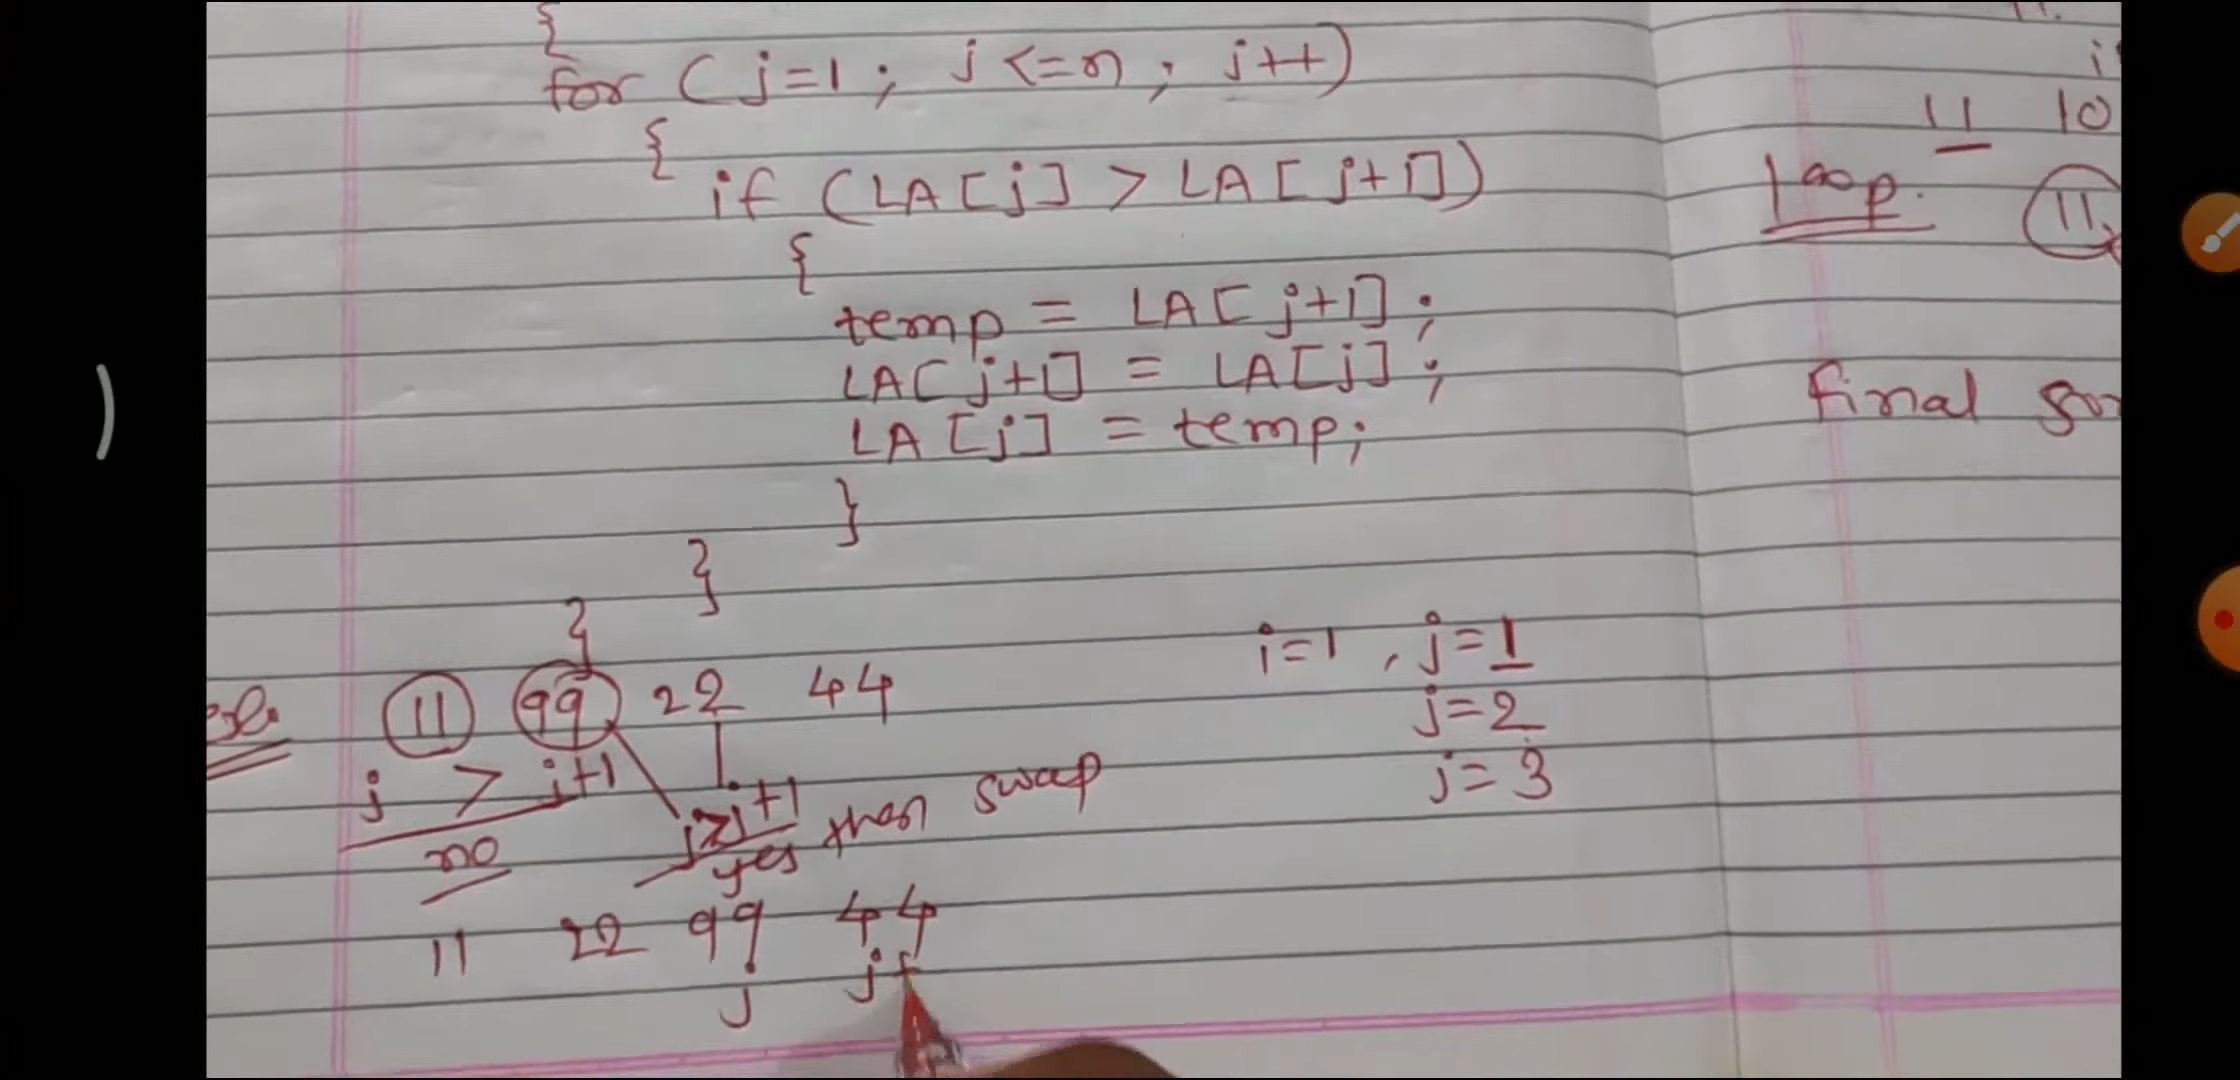 {
for ( j=1 ; j <=n ; j++)
{
if (LA[j] > LA[j+1])
{
temp = LA[j+1] ;
LA[j+1] = LA[j] ;
LA[j] = temp;
}
}
}
i=1 , j=1
11 99 22 44
j=2
j > j+1
j>j+1
j=3
no
yes then swap
11 22 99 44
j j+
11 10
loop.
11
final